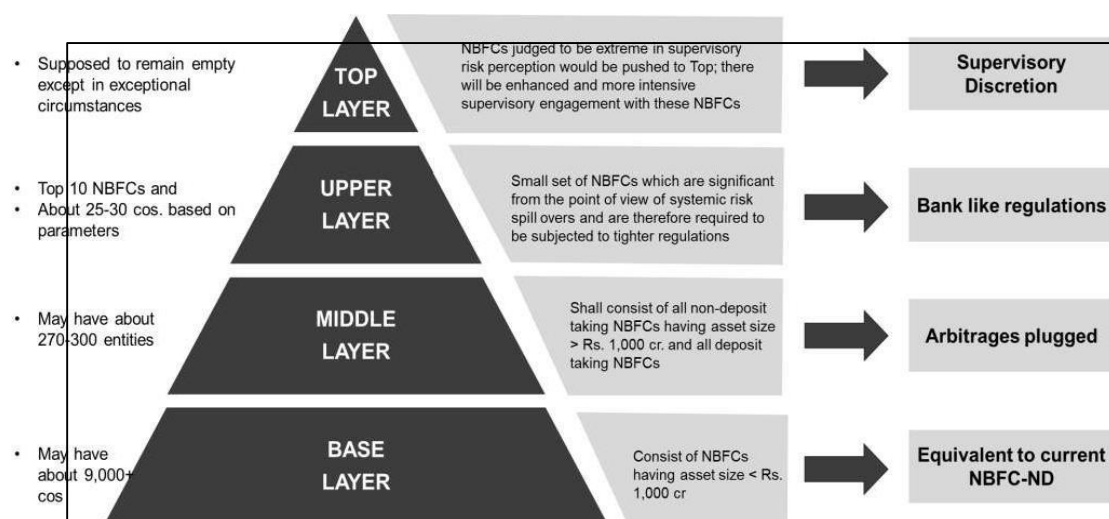 • Supposed to remain empty
except in exceptional
circumstances
TOP
LAYER
NBFCs judged to be extreme in supervisory
risk perception would be pushed to Top; there
will be enhanced and more intensive
supervisory engagement with these NBFCs
Supervisory
Discretion
• Top 10 NBFCs and
• About 25-30 cos. based on
parameters
UPPER
LAYER
Small set of NBFCs which are significant
from the point of view of systemic risk
spill overs and are therefore required to
be subjected to tighter regulations
Bank like regulations
• May have about
270-300 entities
MIDDLE
LAYER
Shall consist of all non-deposit
taking NBFCs having asset size
> Rs. 1,000 cr. and all deposit
taking NBFCs
Arbitrages plugged
• May have
about 9,000+
cos
BASE
LAYER
Consist of NBFCs
having asset size < Rs.
1,000 cr
Equivalent to current
NBFC-ND